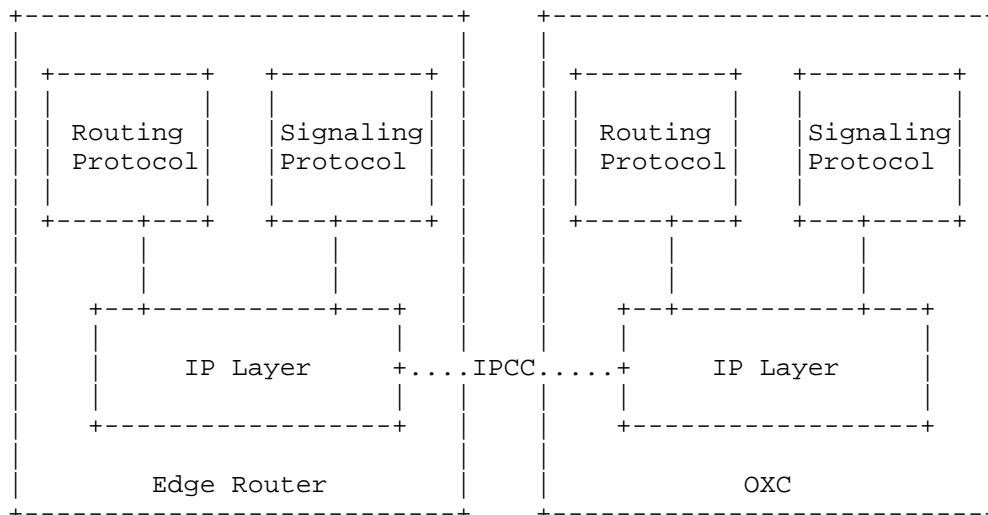 Routing Signaling Routing Signaling
Protocol Protocol Protocol Protocol
IP Layer ....IPCC..... IP Layer
Edge Router OXC